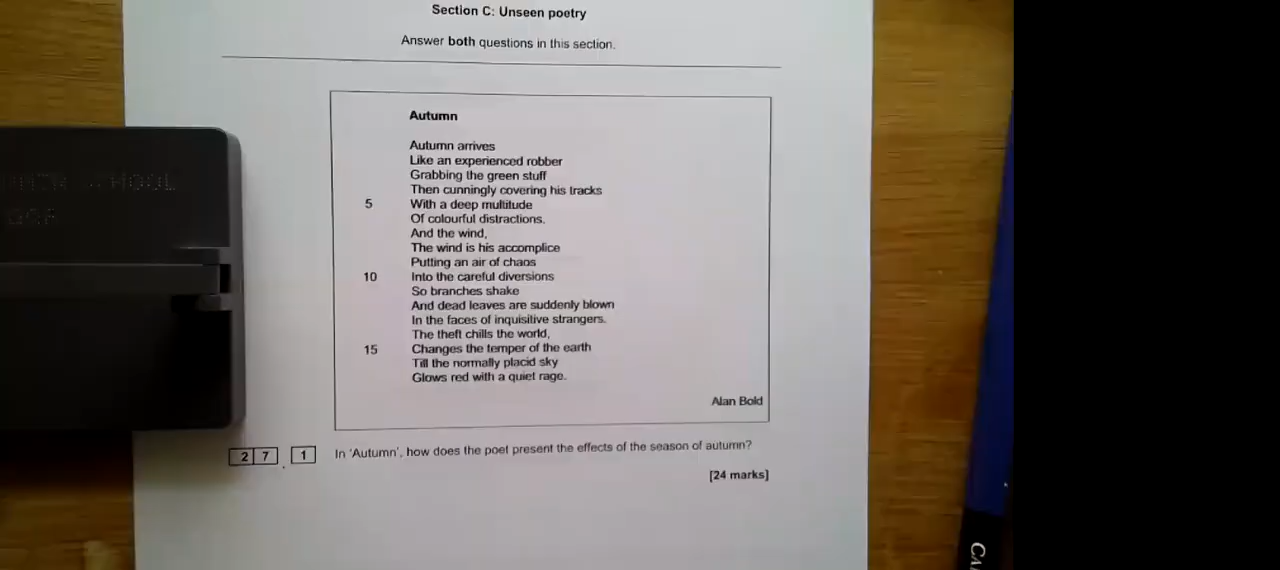 Section C: Unseen poetry
Answer both questions in this section.
Autumn
Autumn arrives
Like an experienced robber
Grabbing the green stuff
Then cunningly covering his tracks
5 With a deep multitude
Of colourful distractions.
And the wind,
The wind is his accomplice
Putting an air of chaos
10 Into the careful diversions
So branches shake
And dead leaves are suddenly blown
In the faces of inquisitive strangers.
The theft chills the world,
15 Changes the temper of the earth
Till the normally placid sky
Glows red with a quiet rage.
Alan Bold
2 7 . 1 In 'Autumn', how does the poet present the effects of the season of autumn?
[24 marks]